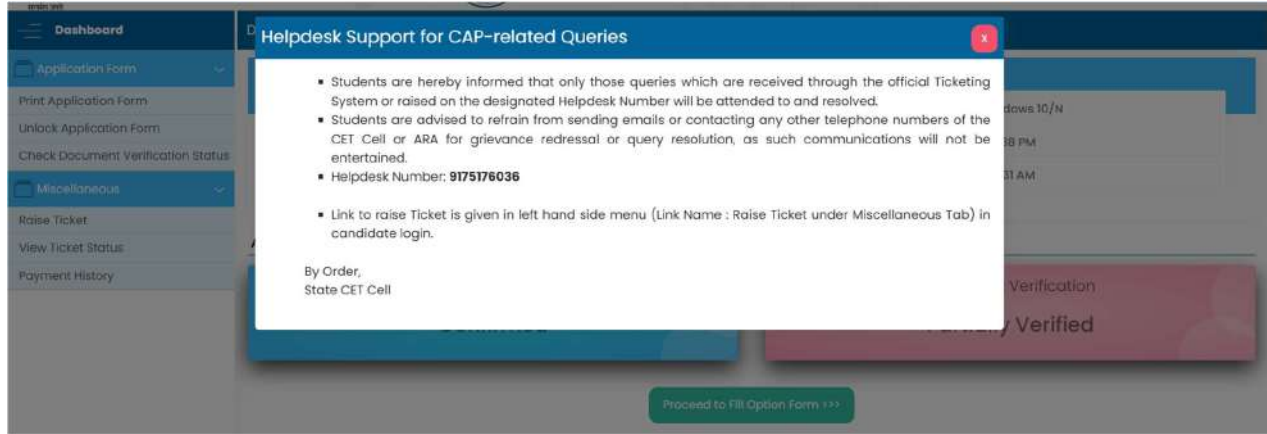 Dashboard
D
Helpdesk Support for CAP-related Queries
x
Application Form
Print Application Form
Unlock Application Form
Check Document Verification Status
Miscellaneous
Raise Ticket
View Ticket Status
Payment History
▪ Students are hereby informed that only those queries which are received through the official Ticketing
System or raised on the designated Helpdesk Number will be attended to and resolved.
▪ Students are advised to refrain from sending emails or contacting any other telephone numbers of the
CET Cell or ARA for grievance redressal or query resolution, as such communications will not be
entertained.
▪ Helpdesk Number: 9175176036
▪ Link to raise Ticket is given in left hand side menu (Link Name : Raise Ticket under Miscellaneous Tab) in
candidate login.
By Order,
State CET Cell
dows 10/N
38 PM
31 AM
Verification
Verified
Proceed to Fill Option Form >>>